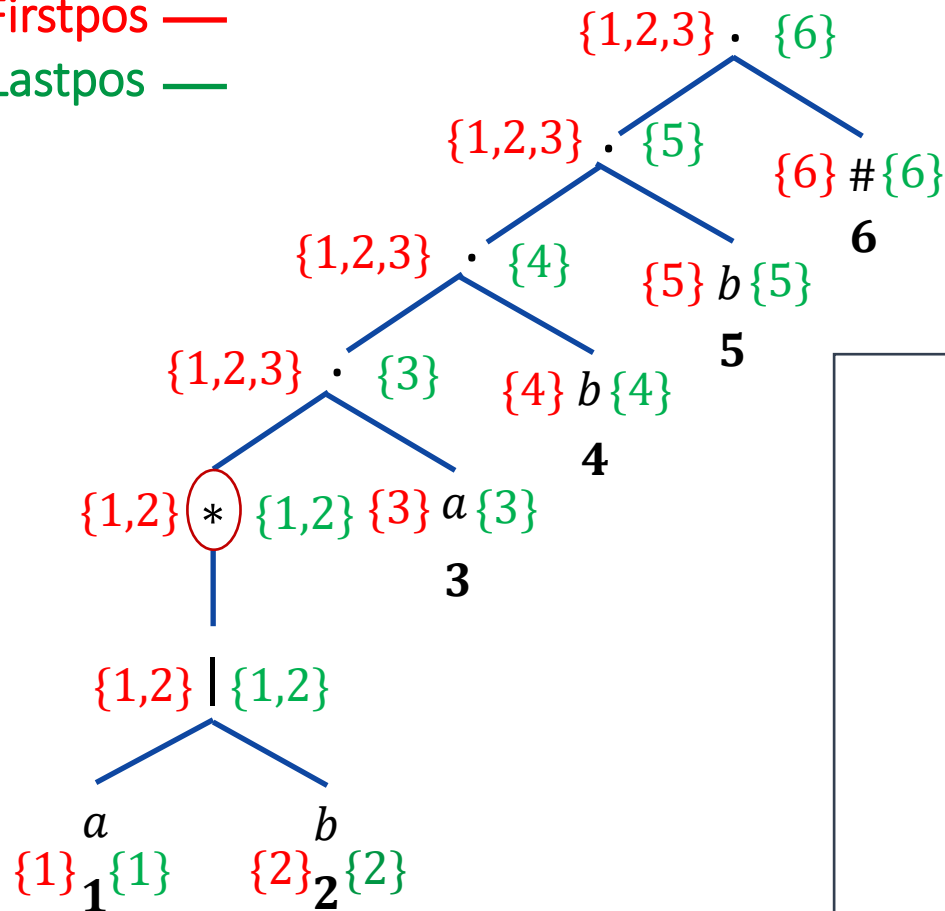 Firstpos
Lastpos
{1,2,3} . {6}
{1,2,3} . {5}
{6} # {6}
6
{1,2,3} . {4}
{5} b {5}
5
{1,2,3} . {3}
{4} b {4}
4
{1,2} * {1,2} {3} a {3}
3
{1,2} | {1,2}
a b
{1} 1 {1} {2} 2 {2}